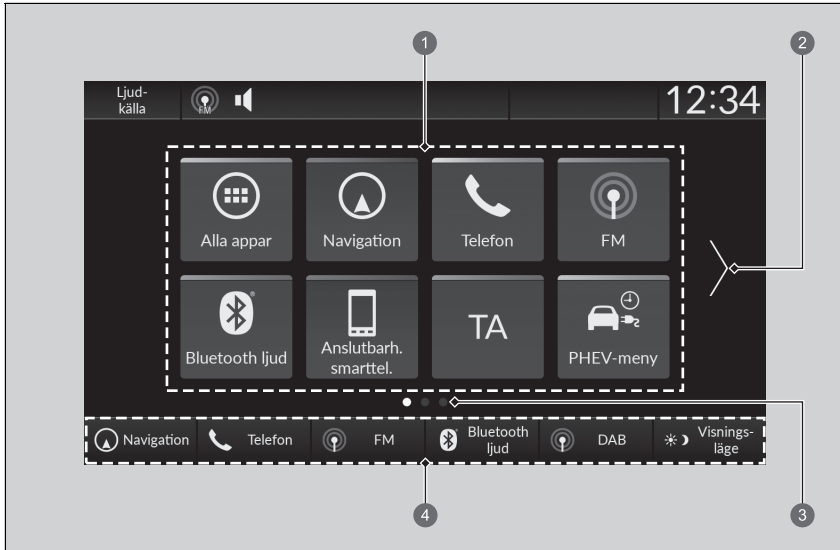 1
2
Ljud-
källa
FM
12:34
Alla appar
Navigation
Telefon
FM
Bluetooth ljud
Anslutbarh.
smarttel.
TA
PHEV-meny
Navigation
Telefon
FM
Bluetooth
ljud
DAB
Visnings-
läge
4
3